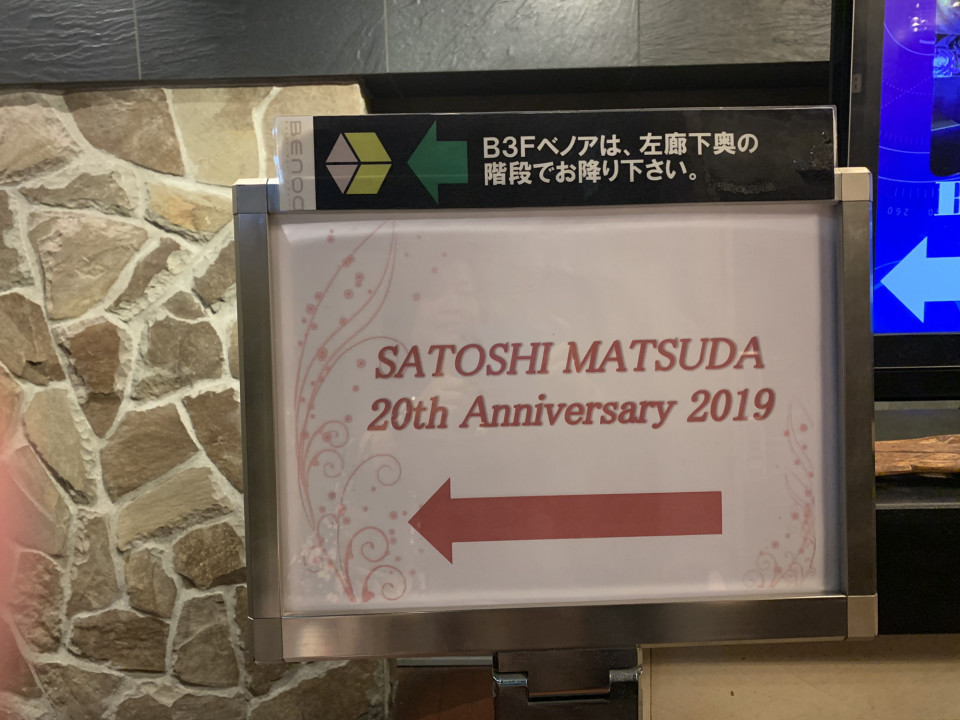 B3Fベノアは、左廊下奥の
階段でお降り下さい。
SATOSHI MATSUDA
20th Anniversary 2019
260